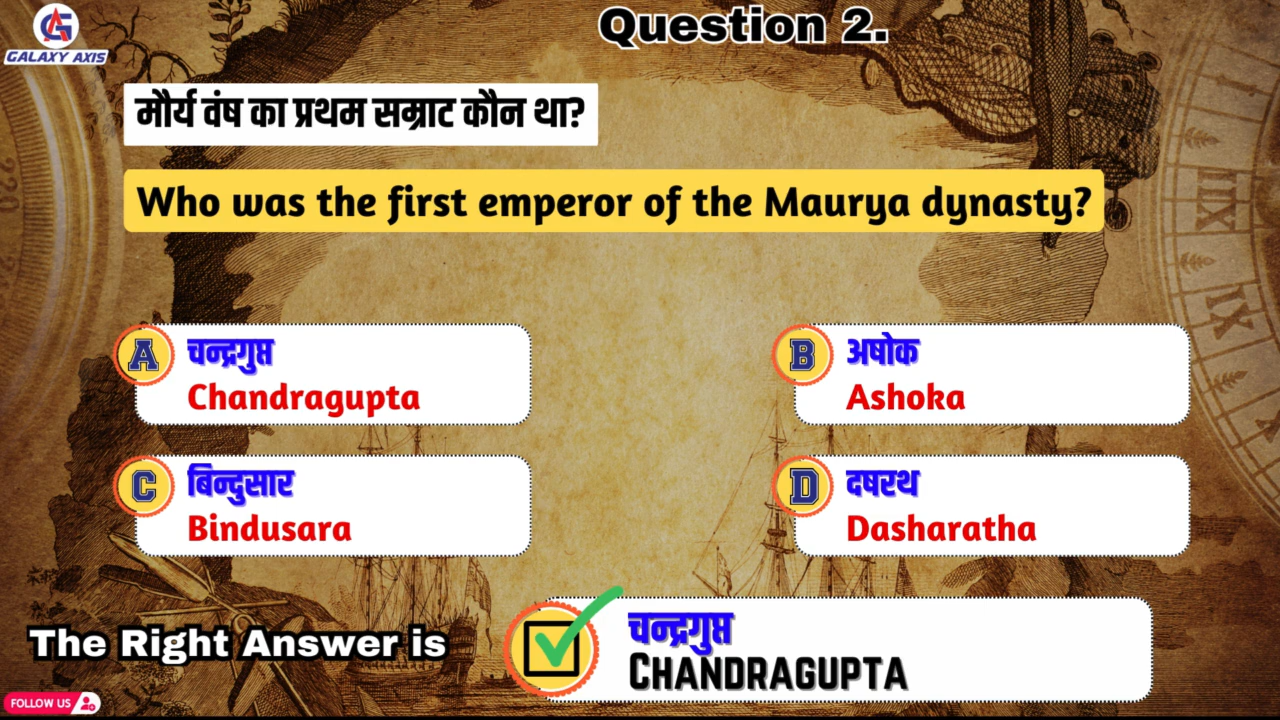 GALAXY AXIS
Question 2.
मौर्य वंष का प्रथम सम्राट कौन था?
Who was the first emperor of the Maurya dynasty?
A
चन्द्रगुप्त
Chandragupta
B
अषोक
Ashoka
C
बिन्दुसार
Bindusara
D
दषरथ
Dasharatha
The Right Answer is
चन्द्रगुप्त
CHANDRAGUPTA
FOLLOW US